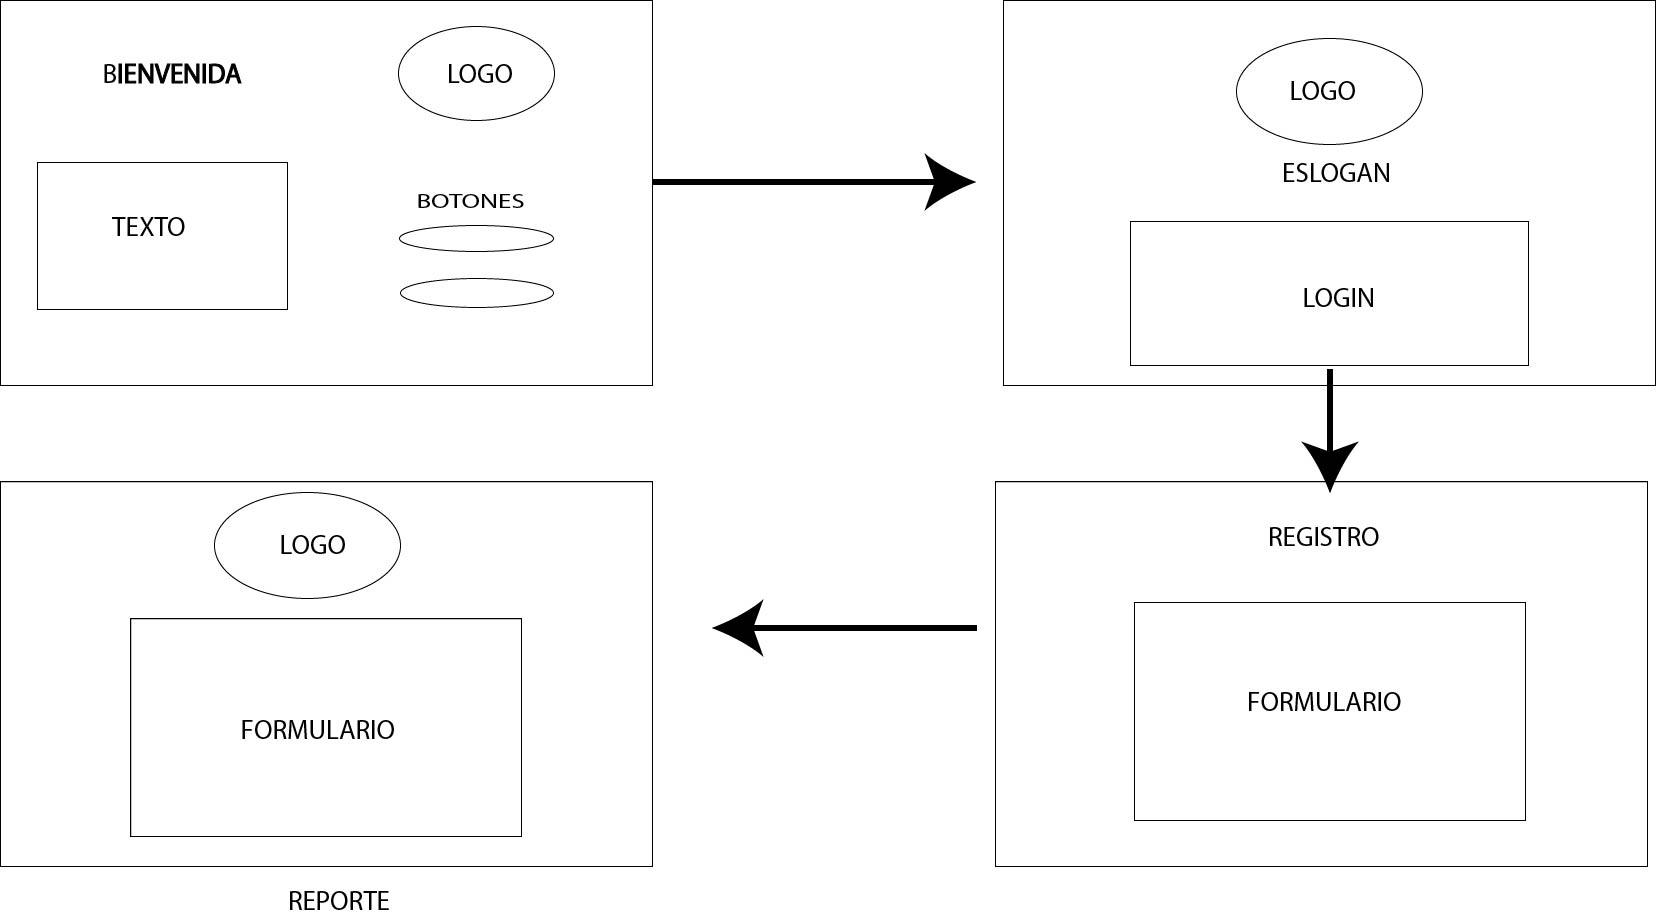 BIENVENIDA
LOGO
TEXTO
BOTONES
LOGO
ESLOGAN
LOGIN
REGISTRO
FORMULARIO
LOGO
FORMULARIO
REPORTE